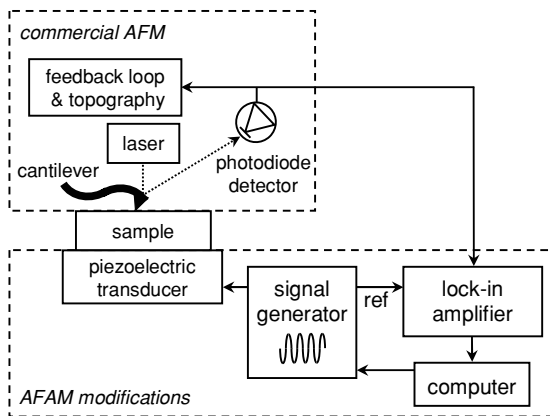 commercial AFM
feedback loop
& topography
laser
cantilever
photodiode
detector
sample
piezoelectric
transducer
signal
generator
ref
lock-in
amplifier
computer
AFAM modifications